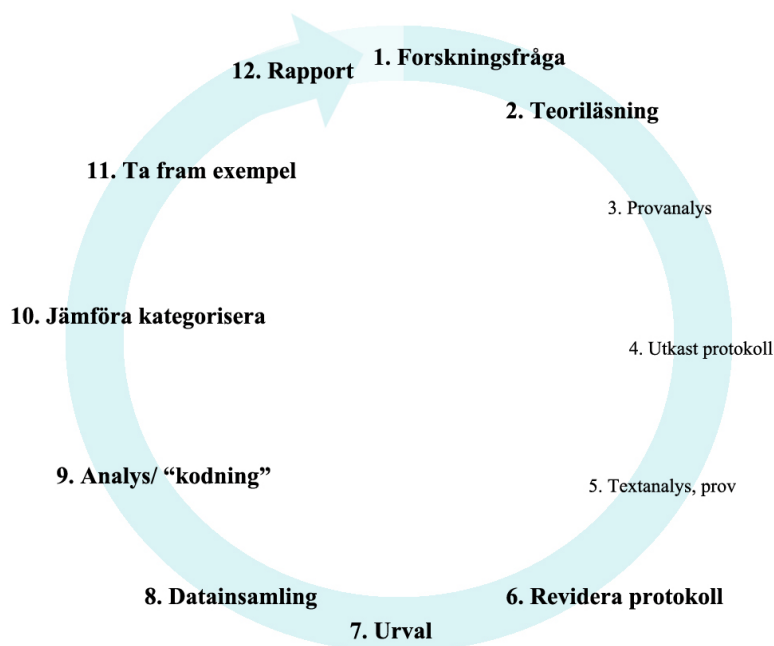 1. Forskningsfråga
2. Teoriläsning
3. Provanalys
4. Utkast protokoll
5. Textanalys, prov
6. Revidera protokoll
7. Urval
8. Datainsamling
9. Analys/ “kodning”
10. Jämföra kategorisera
11. Ta fram exempel
12. Rapport